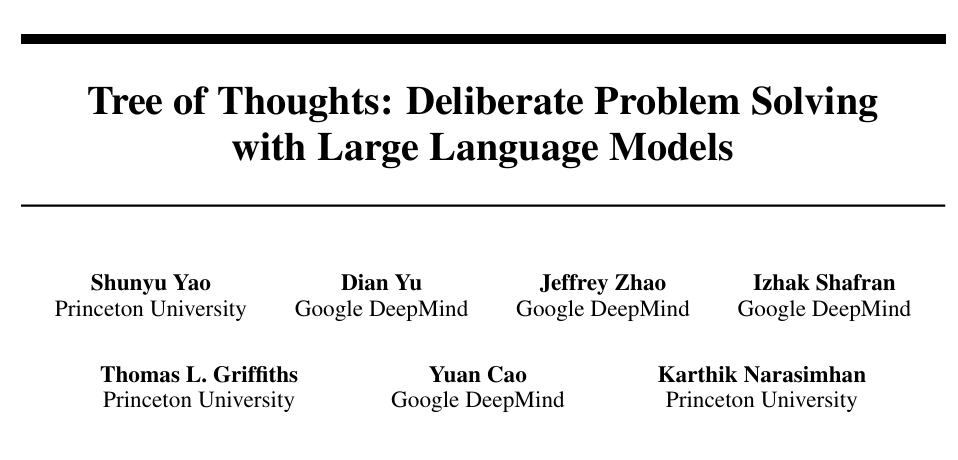 Tree of Thoughts: Deliberate Problem Solving
with Large Language Models
Shunyu Yao Dian Yu Jeffrey Zhao Izhak Shafran
Princeton University Google DeepMind Google DeepMind Google DeepMind
Thomas L. Griffiths Yuan Cao Karthik Narasimhan
Princeton University Google DeepMind Princeton University